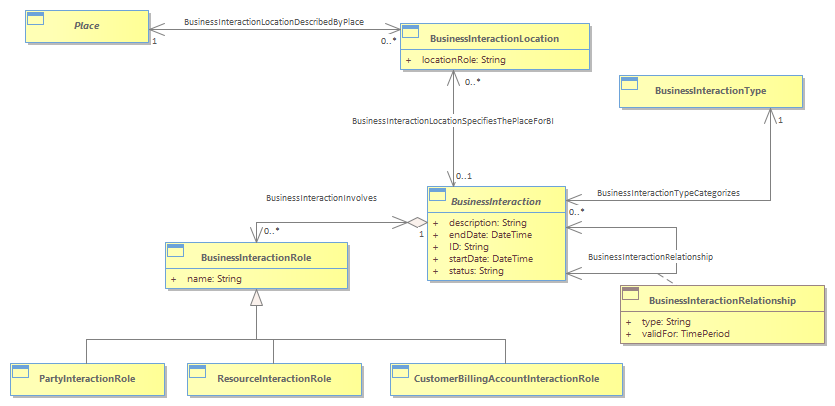 Place
BusinessInteractionLocationDescribedByPlace
1
0..*
BusinessInteractionLocation
+ locationRole: String
0..*
BusinessInteractionType
1
BusinessInteractionLocationSpecifiesThePlaceForBI
0..1
BusinessInteractionTypeCategorizes
0..*
BusinessInteractionInvolves
0..*
1
BusinessInteraction
+ description: String
+ endDate: DateTime
+ ID: String
+ startDate: DateTime
+ status: String
BusinessInteractionRole
+ name: String
BusinessInteractionRelationship
BusinessInteractionRelationship
+ type: String
+ validFor: TimePeriod
PartyInteractionRole
ResourceInteractionRole
CustomerBillingAccountInteractionRole